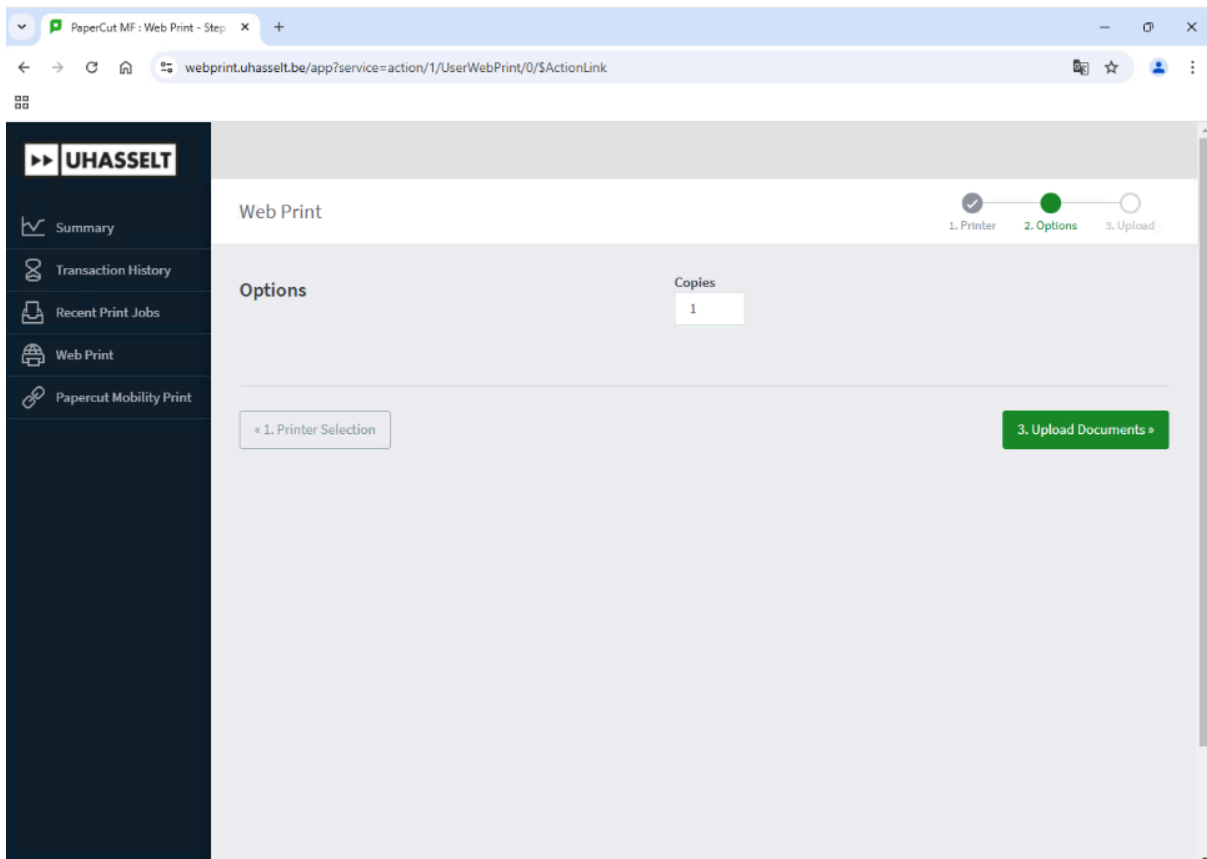 PaperCut MF : Web Print - Step
webprint.uhasselt.be/app?service=action/1/UserWebPrint/0/$ActionLink
UHASSELT
Summary
Transaction History
Recent Print Jobs
Web Print
Papercut Mobility Print
Web Print
1. Printer 2. Options 3. Upload
Options
Copies
1
« 1. Printer Selection
3. Upload Documents »